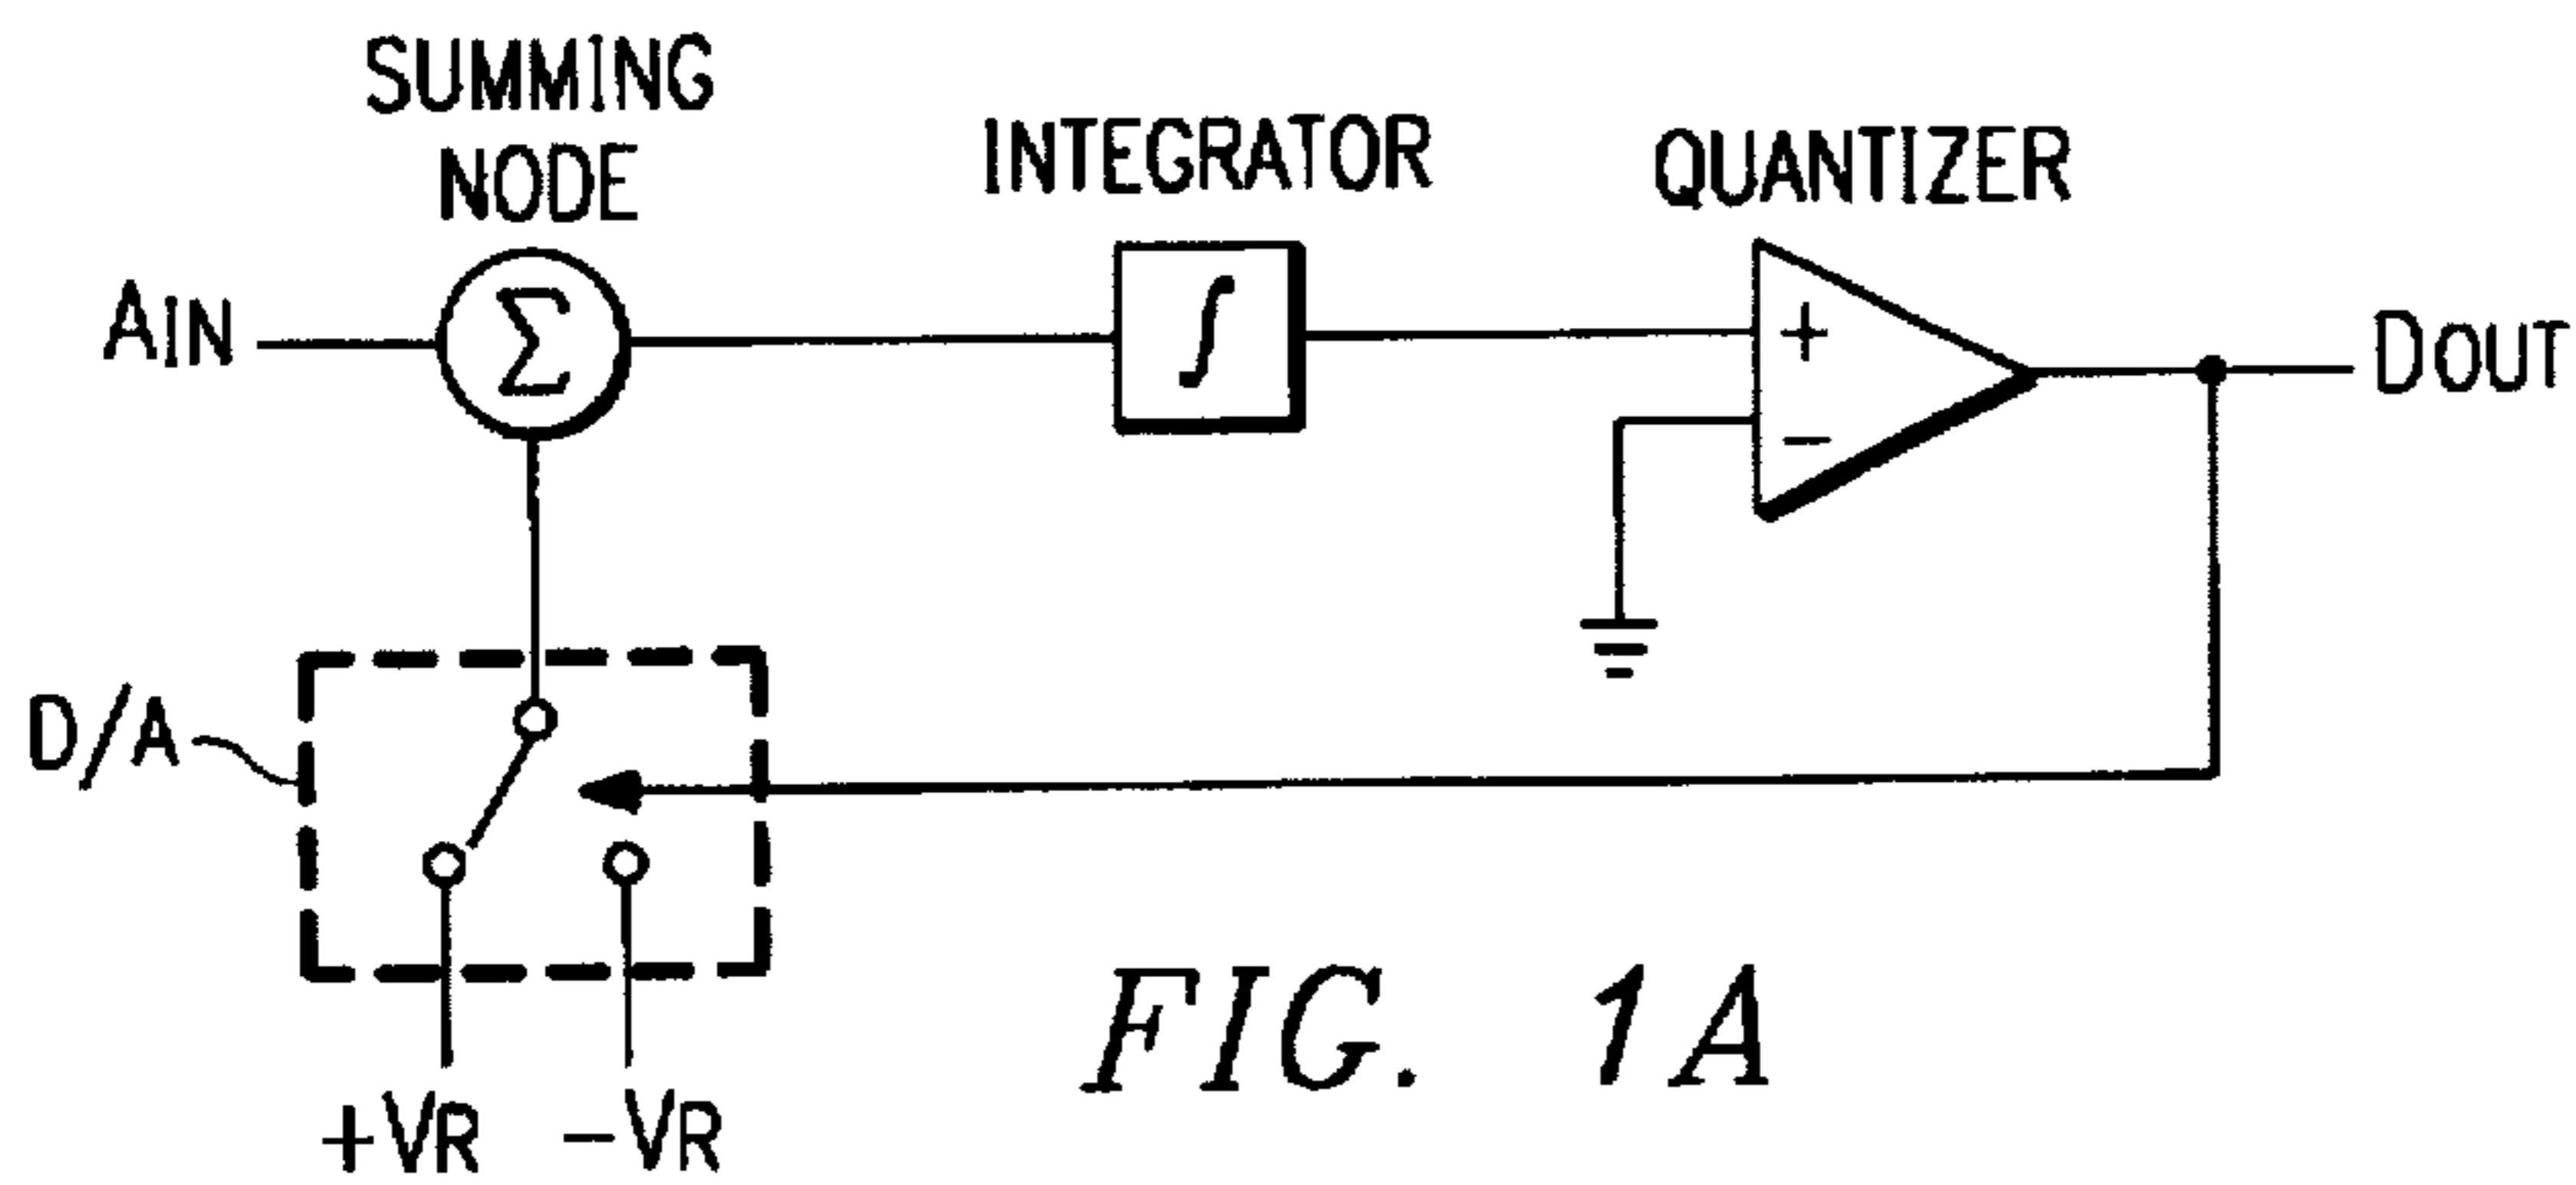 SUMMING
NODE
INTEGRATOR
QUANTIZER
AIN
Σ
∫
+
−
DOUT
D/A
+VR
−VR
FIG. 1A